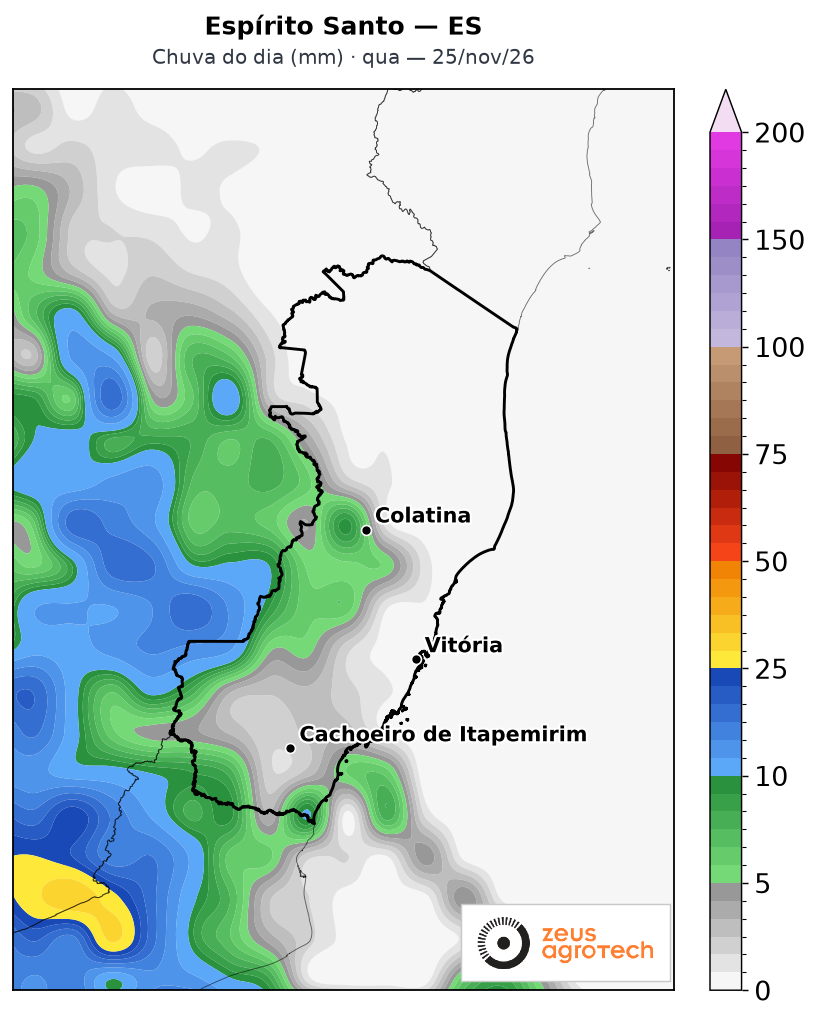 Espírito Santo — ES
Chuva do dia (mm) · qua — 25/nov/26
200
150
100
75
50
25
10
5
0
Colatina
Vitória
Cachoeiro de Itapemirim
zeus
agrotech